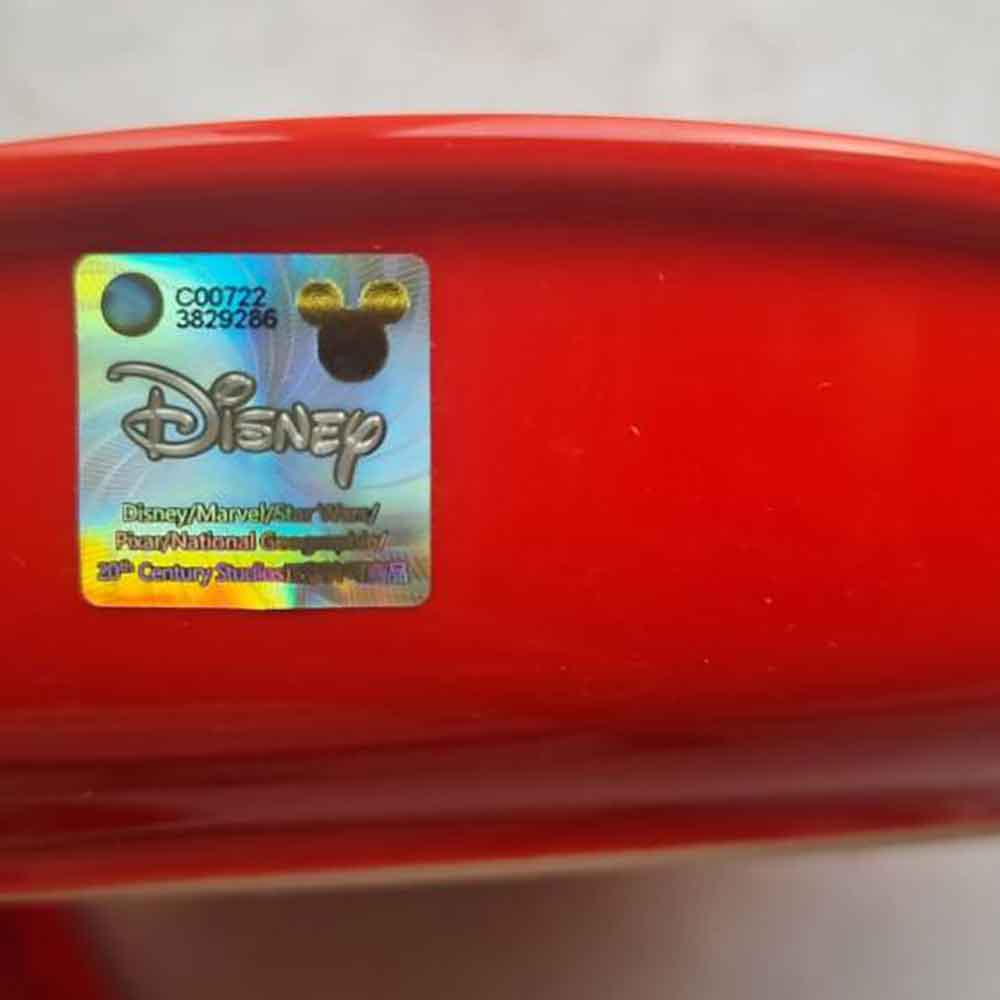 C00722
3829286
Disney
Disney/Marvel/Star Wars/
Pixar/National Geographic/
20th Century Studios